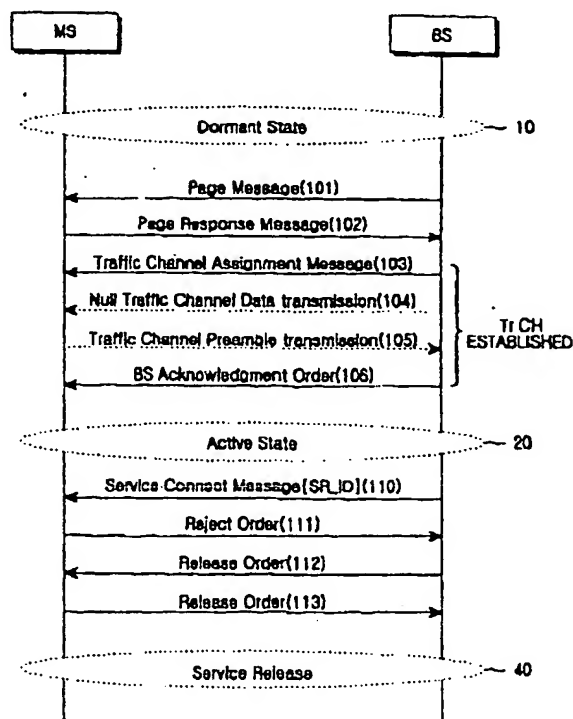 MS
BS
Dormant State
10
Page Message(101)
Page Response Message(102)
Traffic Channel Assignment Message(103)
Null Traffic Channel Data transmission(104)
Traffic Channel Preamble transmission(105)
BS Acknowledgment Order(106)
Tr CH
ESTABLISHED
Active State
20
Service Connect Message[SR_ID](110)
Reject Order(111)
Release Order(112)
Release Order(113)
Service Release
40